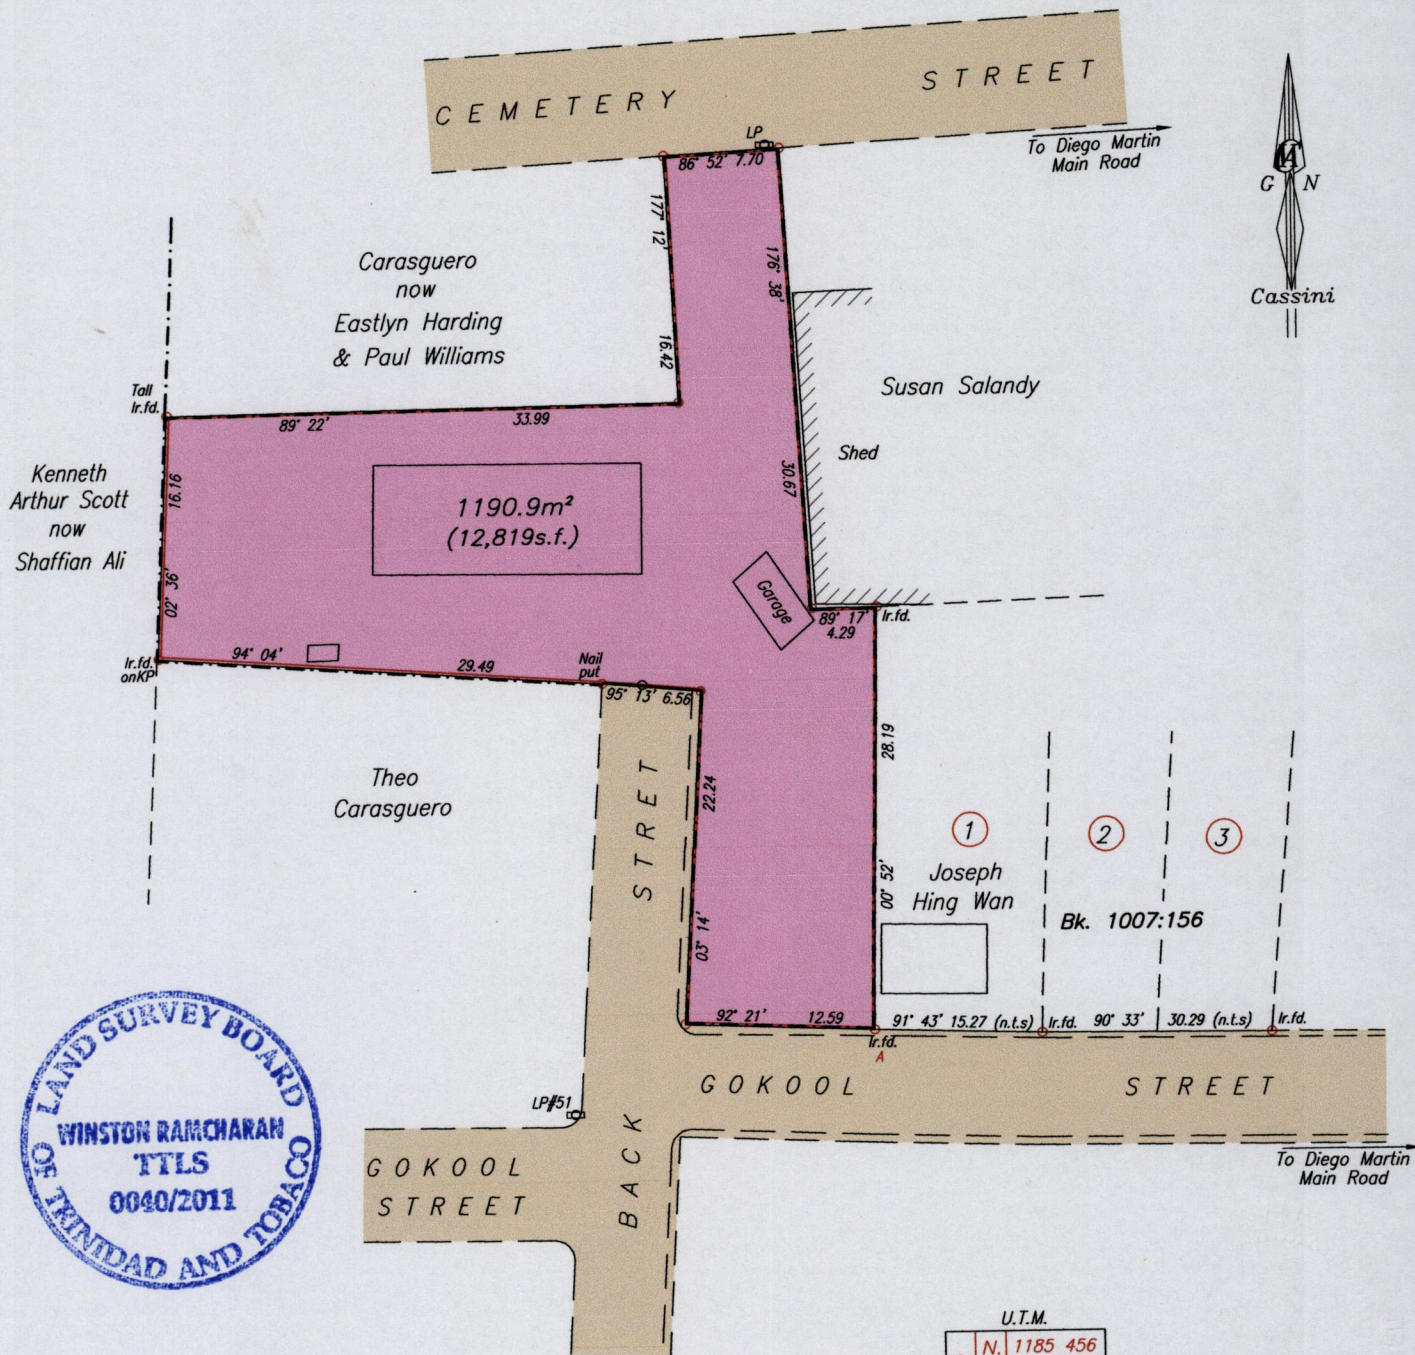 CEMETERY STREET
LP
To Diego Martin
Main Road
86° 52' 7.70
G N
Cassini
177° 12'
16.42
176° 38'
30.67
Carasguero
now
Eastlyn Harding
& Paul Williams
Susan Salandy
Shed
Tall
Ir.fd.
89° 22' 33.99
Kenneth
Arthur Scott
now
Shaffian Ali
16.16
02° 36'
1190.9m²
(12,819s.f.)
Garage
89° 17'
4.29
Ir.fd.
Ir.fd.
onKP
94° 04' 29.49
Nail
put
95° 13' 6.56
28.19
00° 52'
22.24
03° 14'
Theo
Carasguero
1
2
3
Joseph
Hing Wan
Bk. 1007:156
92° 21' 12.59
91° 43' 15.27 (n.t.s)
Ir.fd.
90° 33' 30.29 (n.t.s)
Ir.fd.
Ir.fd.
A
GOKOOL STREET
BACK STRET
LP#51
GOKOOL
STREET
To Diego Martin
Main Road
LAND SURVEY BOARD
OF TRINIDAD AND TOBACO
WINSTON RAMCHARAN
TTLS
0040/2011
U.T.M.
N. 1185 456